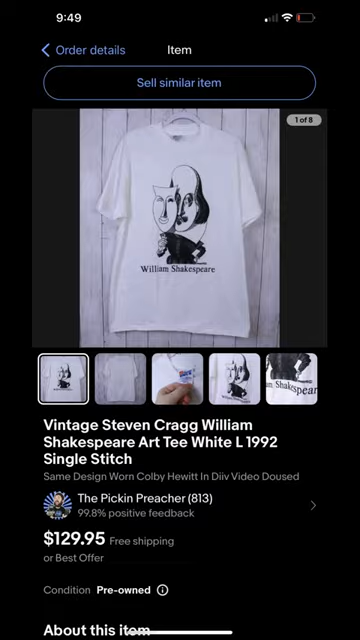 9:49
Order details
Item
Sell similar item
1 of 8
William Shakespeare
Vintage Steven Cragg William
Shakespeare Art Tee White L 1992
Single Stitch
Same Design Worn Colby Hewitt In Diiv Video Doused
The Pickin Preacher (813)
99.8% positive feedback
$129.95 Free shipping
or Best Offer
Condition Pre-owned
About this item